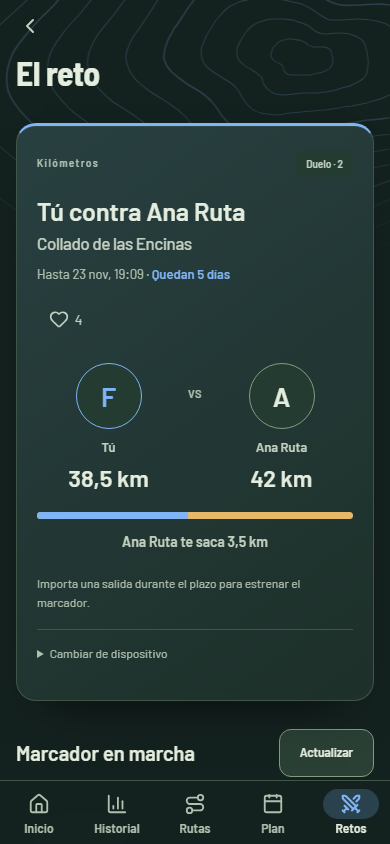 El reto
Kilómetros
Duelo · 2
Tú contra Ana Ruta
Collado de las Encinas
Hasta 23 nov, 19:09 · Quedan 5 días
4
F
vs
A
Tú
Ana Ruta
38,5 km
42 km
Ana Ruta te saca 3,5 km
Importa una salida durante el plazo para estrenar el
marcador.
Cambiar de dispositivo
Marcador en marcha
Actualizar
Inicio
Historial
Rutas
Plan
Retos